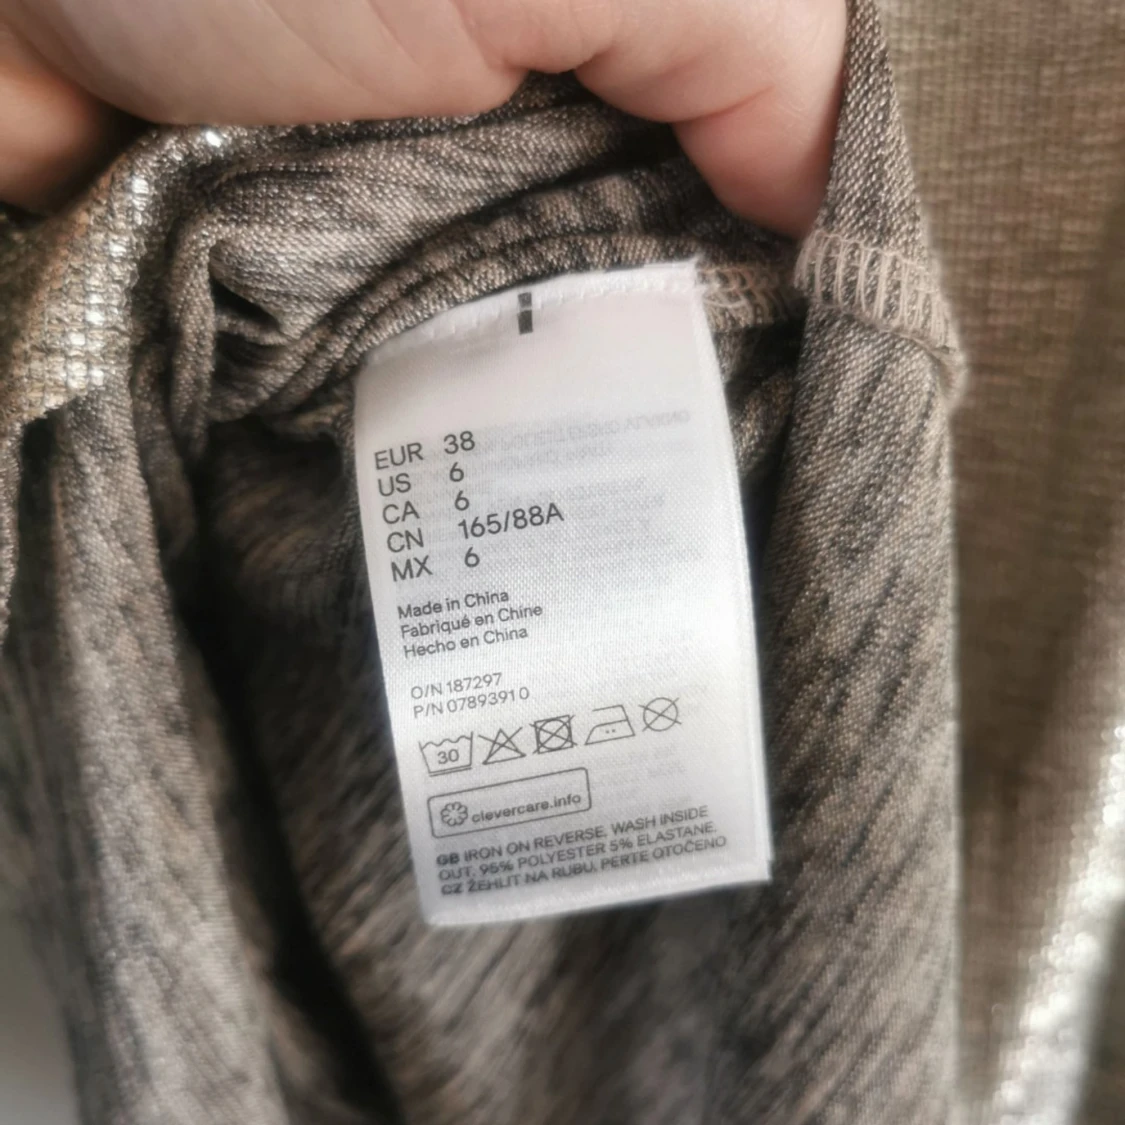 EUR 38
US 6
CA 6
CN 165/88A
MX 6
Made in China
Fabriqué en Chine
Hecho en China
O/N 187297
P/N 0789391 0
30
clevercare.info
GB IRON ON REVERSE, WASH INSIDE
OUT, 95% POLYESTER 5% ELASTANE,
CZ ŽEHLIT NA RUBU, PERTE OTOČENO